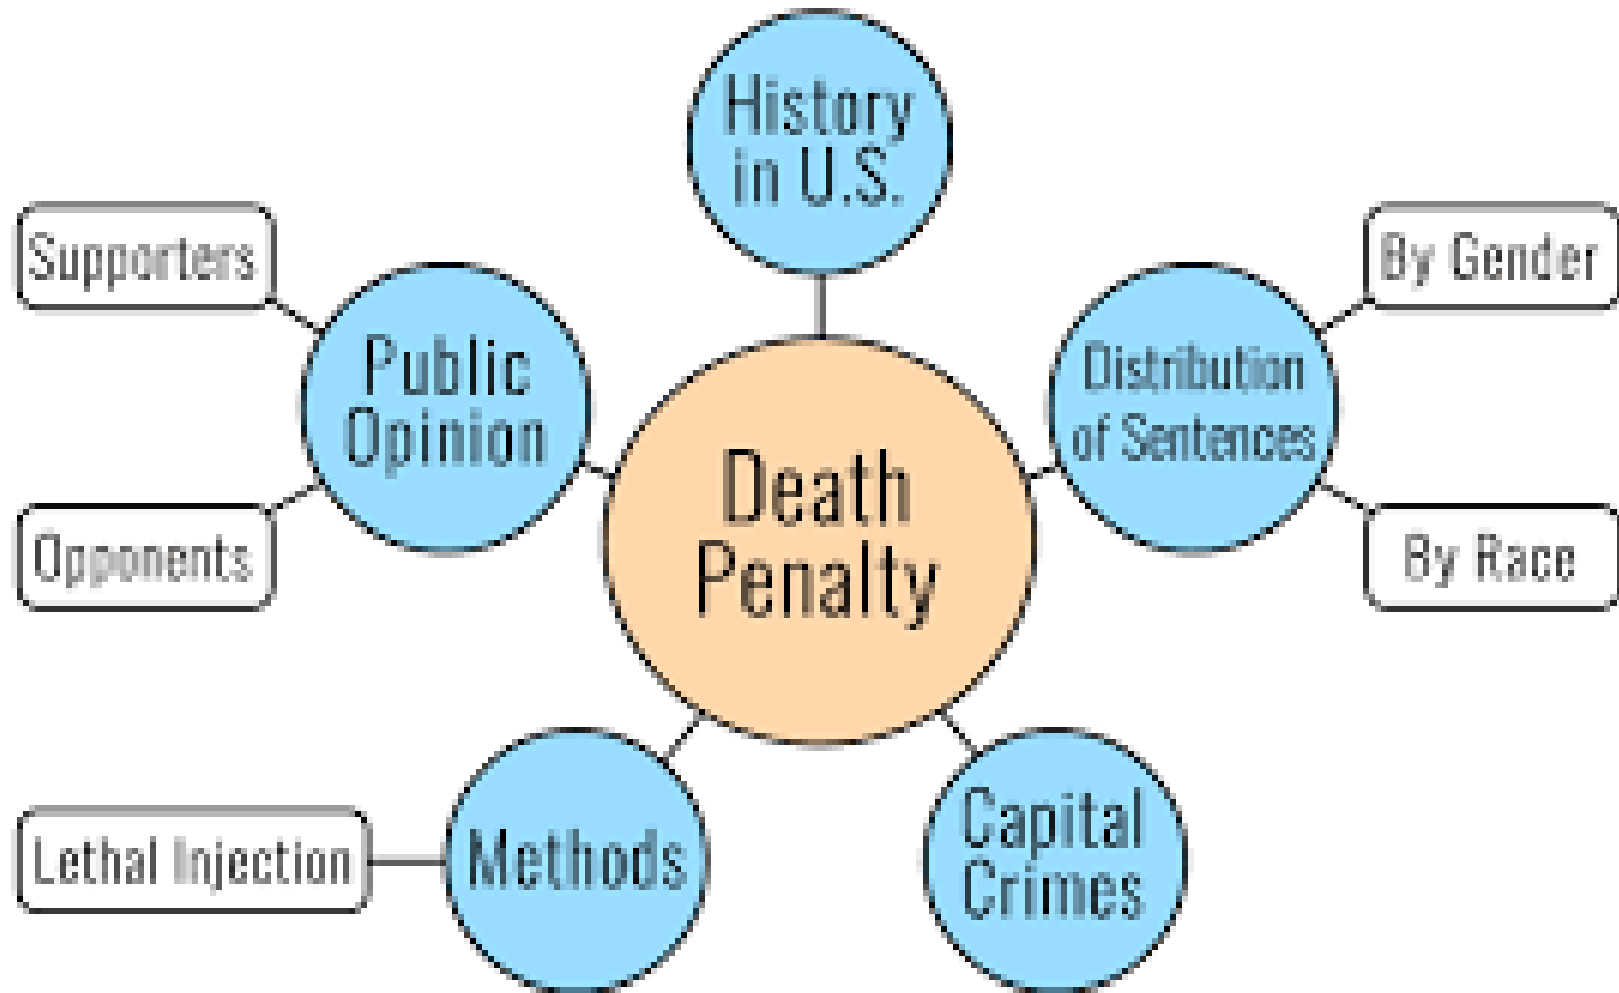 History
in U.S.
Supporters
By Gender
Public
Opinion
Distribution
of Sentences
Death
Penalty
Opponents
By Race
Capital
Crimes
Lethal Injection
Methods